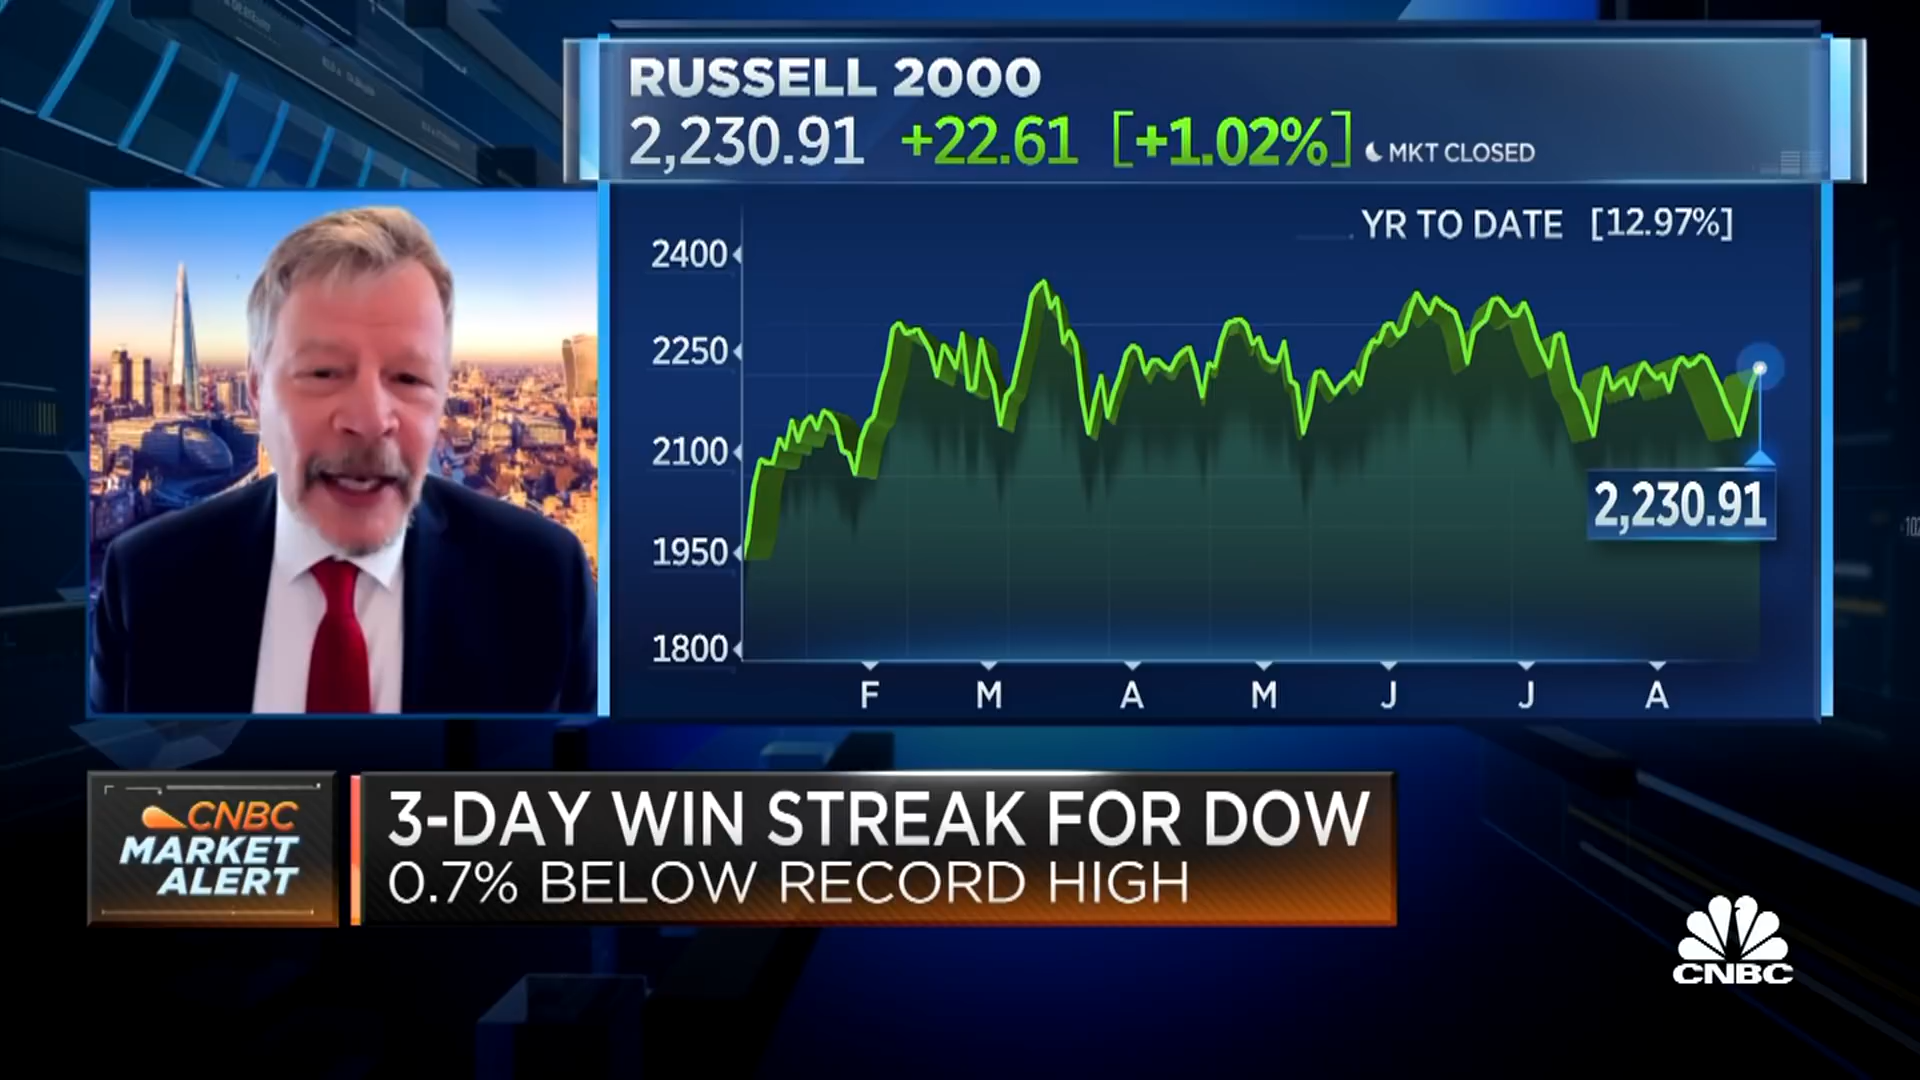 RUSSELL 2000
2,230.91 +22.61 [+1.02%] MKT CLOSED
YR TO DATE [12.97%]
2400
2250
2100
1950
1800
2,230.91
F M A M J J A
CNBC
MARKET
ALERT
3-DAY WIN STREAK FOR DOW
0.7% BELOW RECORD HIGH
CNBC